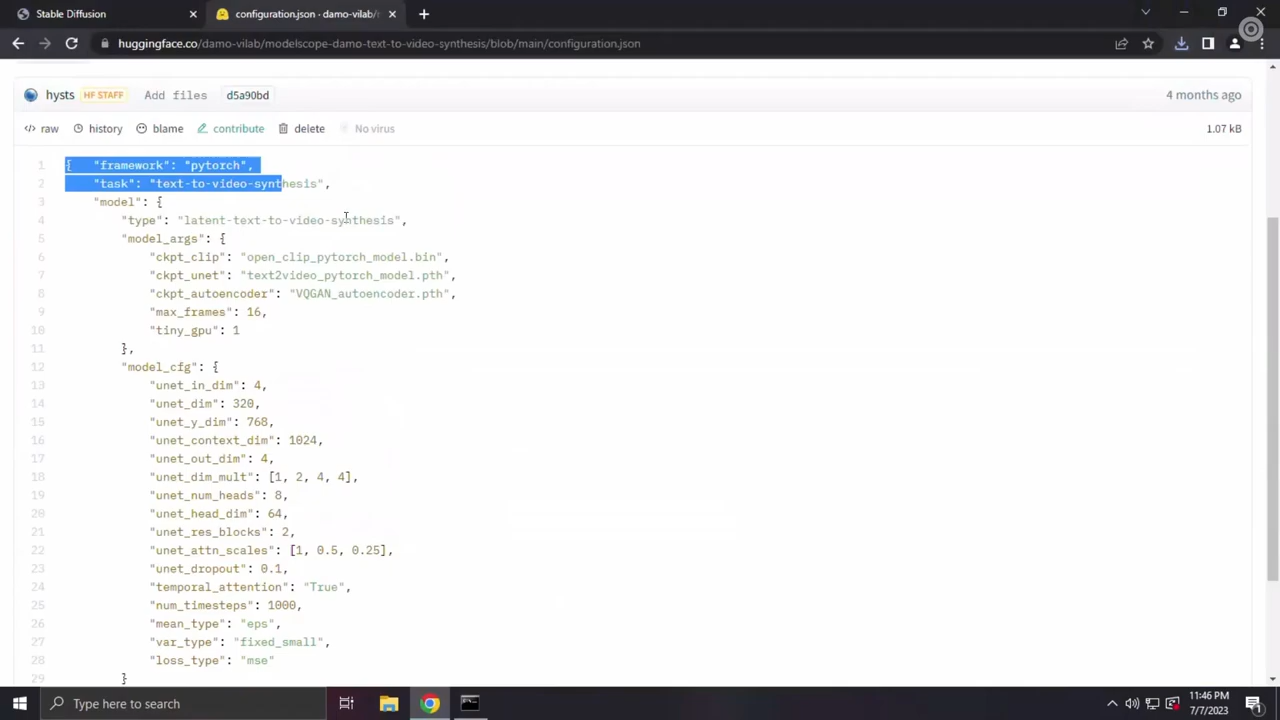 Stable Diffusion
configuration.json · damo-vilab/
huggingface.co/damo-vilab/modelscope-damo-text-to-video-synthesis/blob/main/configuration.json
hysts HF STAFF Add files d5a90bd 4 months ago
</> raw history blame contribute delete No virus 1.07 kB
1 { "framework": "pytorch",
2 "task": "text-to-video-synthesis",
3 "model": {
4 "type": "latent-text-to-video-synthesis",
5 "model_args": {
6 "ckpt_clip": "open_clip_pytorch_model.bin",
7 "ckpt_unet": "text2video_pytorch_model.pth",
8 "ckpt_autoencoder": "VQGAN_autoencoder.pth",
9 "max_frames": 16,
10 "tiny_gpu": 1
11 },
12 "model_cfg": {
13 "unet_in_dim": 4,
14 "unet_dim": 320,
15 "unet_y_dim": 768,
16 "unet_context_dim": 1024,
17 "unet_out_dim": 4,
18 "unet_dim_mult": [1, 2, 4, 4],
19 "unet_num_heads": 8,
20 "unet_head_dim": 64,
21 "unet_res_blocks": 2,
22 "unet_attn_scales": [1, 0.5, 0.25],
23 "unet_dropout": 0.1,
24 "temporal_attention": "True",
25 "num_timesteps": 1000,
26 "mean_type": "eps",
27 "var_type": "fixed_small",
28 "loss_type": "mse"
29 }
Type here to search
11:46 PM
7/7/2023
1